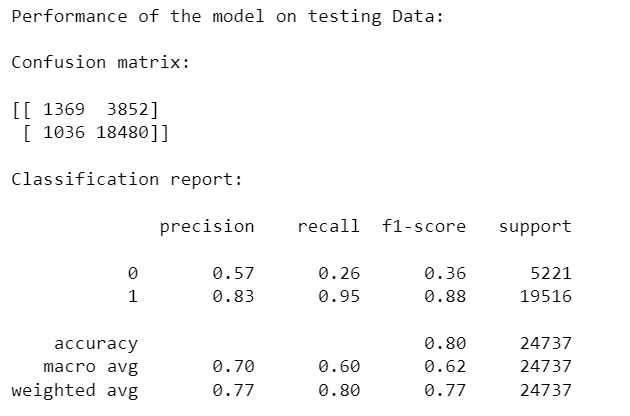 Performance of the model on testing Data:
Confusion matrix:
[[ 1369  3852]
 [ 1036 18480]]
Classification report:
              precision    recall  f1-score   support
           0       0.57      0.26      0.36      5221
           1       0.83      0.95      0.88     19516
    accuracy                           0.80     24737
   macro avg       0.70      0.60      0.62     24737
weighted avg       0.77      0.80      0.77     24737